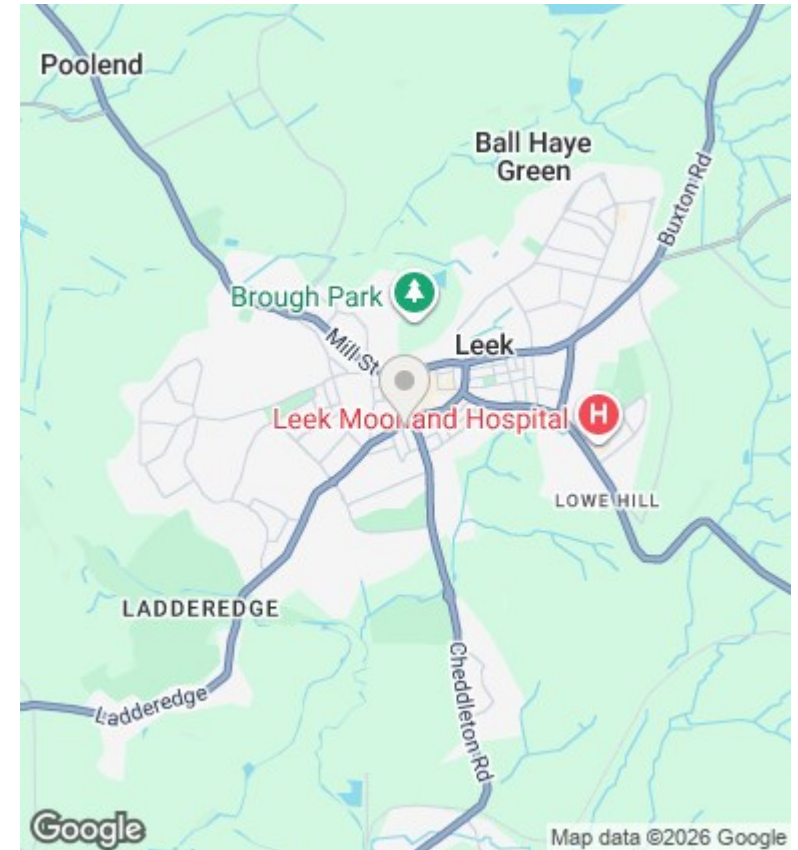 Poolend
Ball Haye
Green
Buxton Rd
Brough Park
Mill St
Leek
Leek Moorland Hospital
H
LOWE HILL
LADDEREDGE
Ladderedge
Cheddleton Rd
Google
Map data ©2026 Google